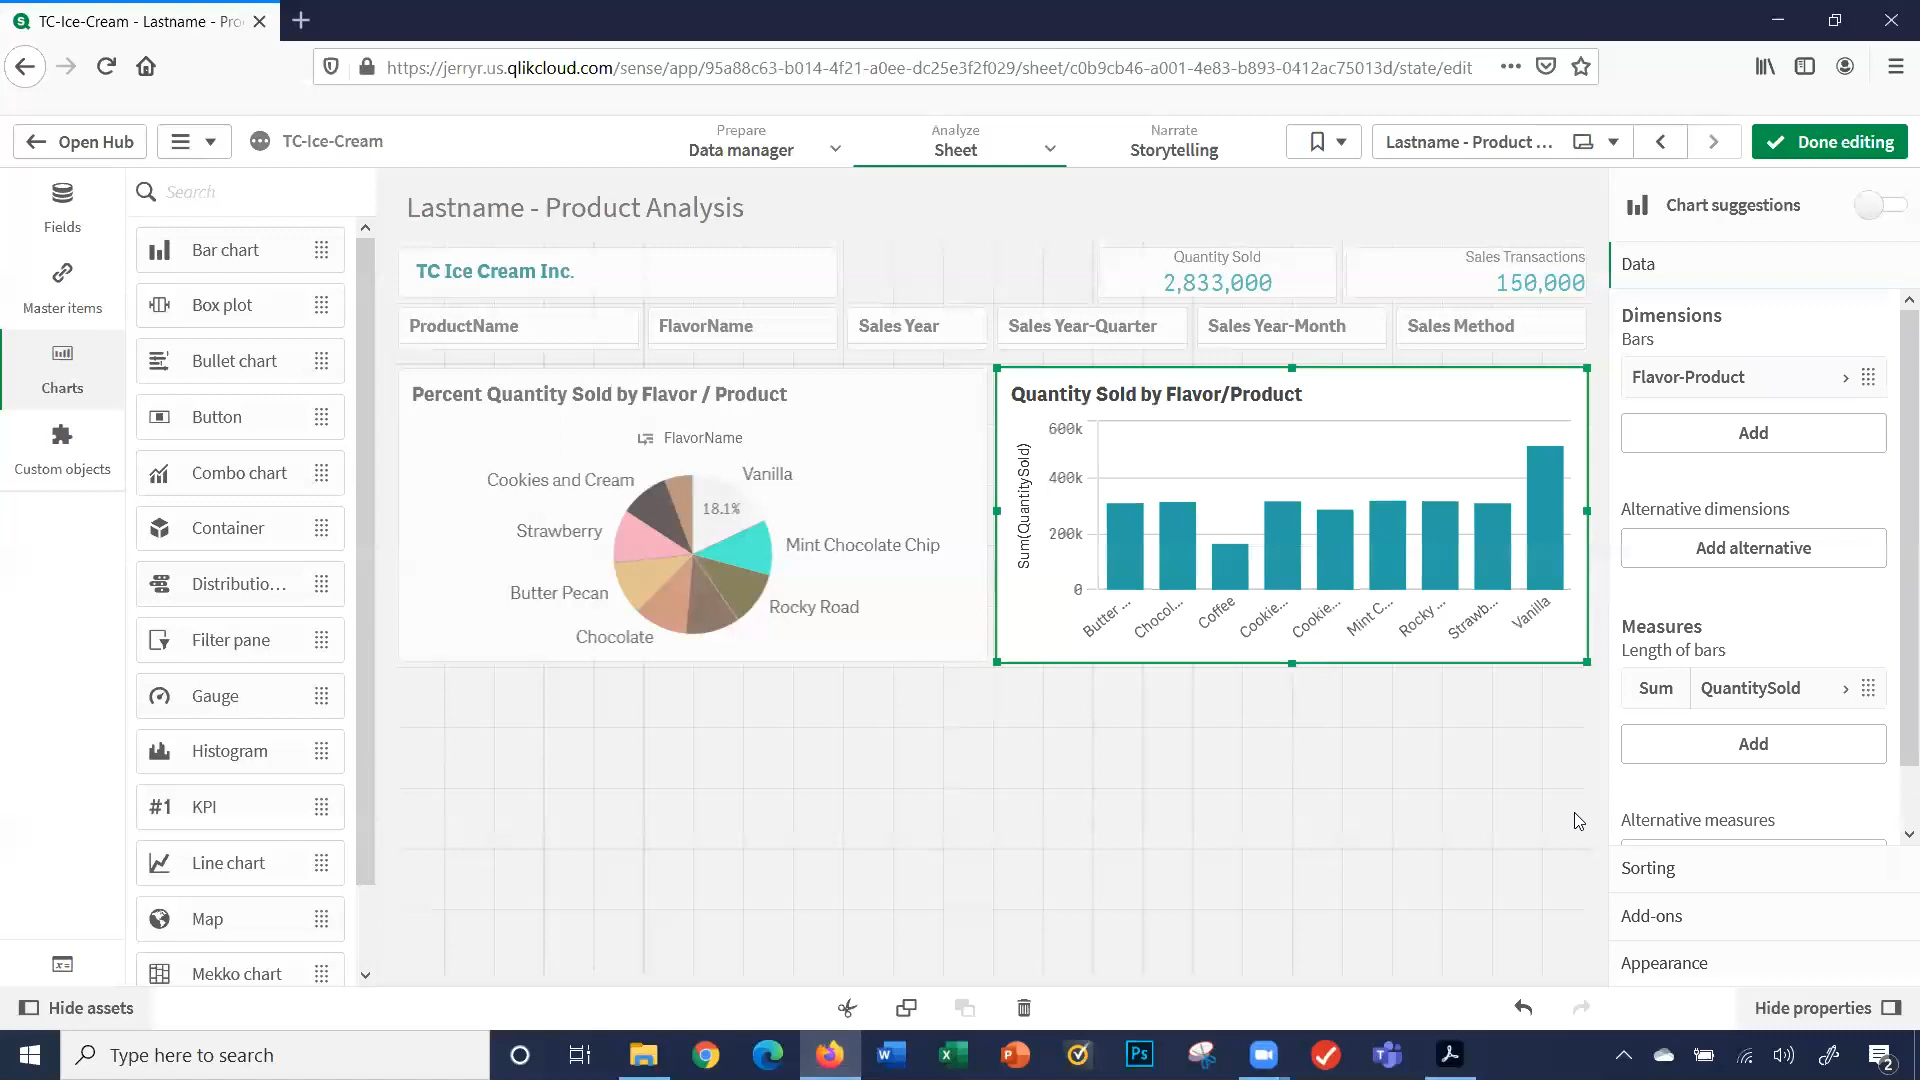 TC-Ice-Cream - Lastname - Pro
https://jerryr.us.qlikcloud.com/sense/app/95a88c63-b014-4f21-a0ee-dc25e3f2f029/sheet/c0b9cb46-a001-4e83-b893-0412ac75013d/state/edit
Open Hub
TC-Ice-Cream
Prepare
Data manager
Analyze
Sheet
Narrate
Storytelling
Lastname - Product ...
Done editing
Fields
Master items
Charts
Custom objects
Search
Bar chart
Box plot
Bullet chart
Button
Combo chart
Container
Distributio...
Filter pane
Gauge
Histogram
#1 KPI
Line chart
Map
Mekko chart
Lastname - Product Analysis
TC Ice Cream Inc.
Quantity Sold
2,833,000
Sales Transactions
150,000
ProductName
FlavorName
Sales Year
Sales Year-Quarter
Sales Year-Month
Sales Method
Percent Quantity Sold by Flavor / Product
FlavorName
Cookies and Cream
Vanilla
18.1%
Strawberry
Mint Chocolate Chip
Butter Pecan
Rocky Road
Chocolate
Quantity Sold by Flavor/Product
Sum(QuantitySold)
600k
400k
200k
0
Butter ...
Chocol...
Coffee
Cookie...
Cookie...
Mint C...
Rocky ...
Strawb...
Vanilla
Chart suggestions
Data
Dimensions
Bars
Flavor-Product
Add
Alternative dimensions
Add alternative
Measures
Length of bars
Sum QuantitySold
Add
Alternative measures
Sorting
Add-ons
Appearance
Hide assets
Hide properties
Type here to search
2